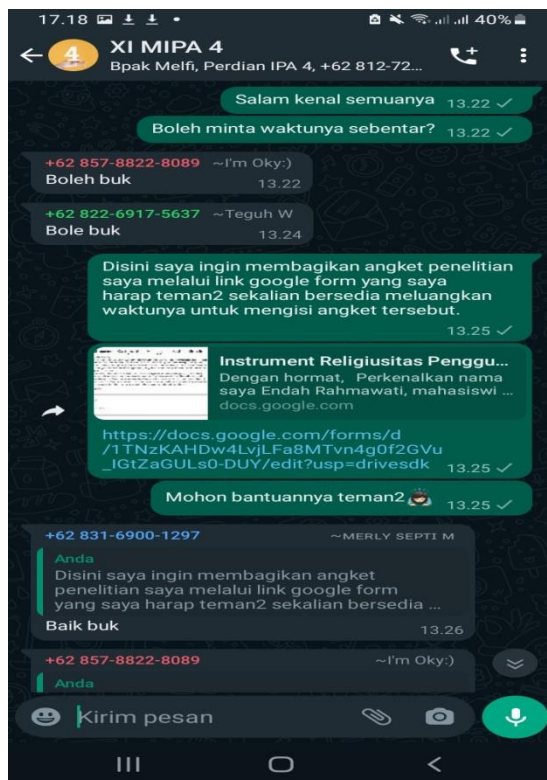 17.18
40%
4
XI MIPA 4
Bpak Melfi, Perdian IPA 4, +62 812-72...
Salam kenal semuanya 13.22
Boleh minta waktunya sebentar? 13.22
+62 857-8822-8089 ~I'm Oky:)
Boleh buk
13.22
+62 822-6917-5637 ~Teguh W
Bole buk
13.24
Disini saya ingin membagikan angket penelitian
saya melalui link google form yang saya
harap teman2 sekalian bersedia meluangkan
waktunya untuk mengisi angket tersebut.
13.25
Instrument Religiusitas Penggu...
Dengan hormat, Perkenalkan nama
saya Endah Rahmawati, mahasiswi ...
docs.google.com
https://docs.google.com/forms/d
/1TNzKAHDw4LvjLFa8MTvn4g0f2GVu
_IGtZaGULs0-DUY/edit?usp=drivesdk 13.25
Mohon bantuannya teman2 13.25
+62 831-6900-1297 ~MERLY SEPTI M
Anda
Disini saya ingin membagikan angket
penelitian saya melalui link google form
yang saya harap teman2 sekalian bersedia ...
Baik buk
13.26
+62 857-8822-8089 ~I'm Oky:)
Anda
Kirim pesan